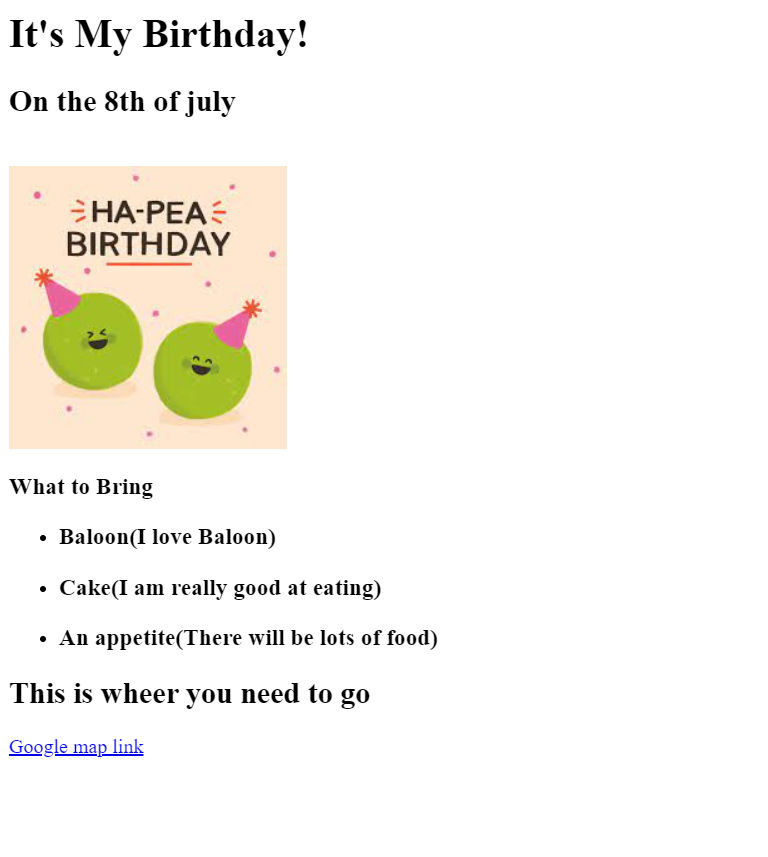 It's My Birthday!
On the 8th of july
HA-PEA
BIRTHDAY
What to Bring
Baloon(I love Baloon)
Cake(I am really good at eating)
An appetite(There will be lots of food)
This is wheer you need to go
Google map link